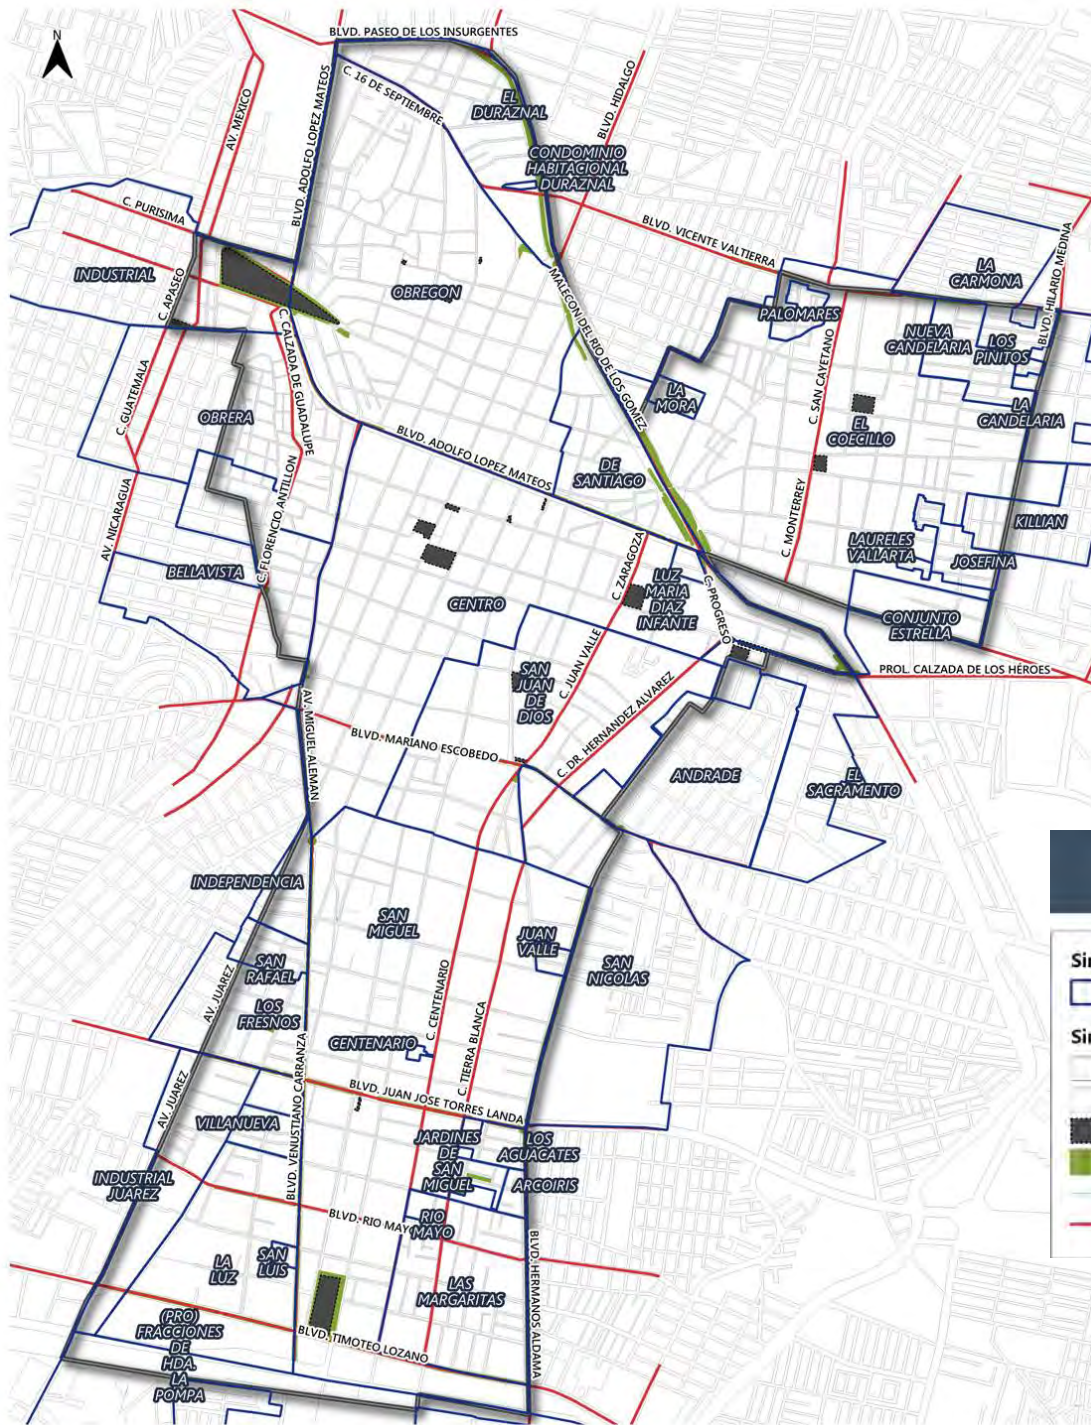 N
BLVD. PASEO DE LOS INSURGENTES
C. 16 DE SEPTIEMBRE
BLVD. ADOLFO LOPEZ MATEOS
AV. MEXICO
EL
DURAZNAL
BLVD. HIDALGO
CONDOMINIO
HABITACIONAL
DURAZNAL
C. PURISIMA
BLVD. VICENTE VALTIERRA
BLVD. HILARIO MEDINA
LA
CARMONA
INDUSTRIAL
C. APASEO
OBREGON
MALECON DEL RIO DE LOS GOMEZ
PALOMARES
NUEVA
CANDELARIA
LOS
PINITOS
C. CALZADA DE GUADALUPE
C. SAN CAYETANO
C. GUATEMALA
OBRERA
LA
MORA
LA
CANDELARIA
BLVD. ADOLFO LOPEZ MATEOS
EL
COECILLO
DE
SANTIAGO
AV. NICARAGUA
C. FLORENCIO ANTILLON
C. MONTERREY
KILLIAN
LAURELES
VALLARTA
JOSEFINA
BELLAVISTA
C. ZARAGOZA
LUZ
MARIA
DIAZ
INFANTE
C. PROGRESO
CENTRO
CONJUNTO
ESTRELLA
PROL. CALZADA DE LOS HÉROES
SAN
JUAN
DE
DIOS
C. JUAN VALLE
C. DR. HERNANDEZ ALVAREZ
AV. MIGUEL ALEMAN
BLVD. MARIANO ESCOBEDO
ANDRADE
EL
SACRAMENTO
INDEPENDENCIA
SAN
MIGUEL
JUAN
VALLE
SAN
NICOLAS
SAN
RAFAEL
LOS
FRESNOS
AV. JUAREZ
C. CENTENARIO
C. TIERRA BLANCA
CENTENARIO
BLVD. VENUSTIANO CARRANZA
BLVD. JUAN JOSE TORRES LANDA
AV. JUAREZ
VILLANUEVA
JARDINES
DE
SAN
MIGUEL
LOS
AGUACATES
ARCOIRIS
INDUSTRIAL
JUAREZ
BLVD. RIO MAYO
RIO
MAYO
LA
LUZ
SAN
LUIS
LAS
MARGARITAS
BLVD. HERMANOS ALDAMA
(PRO)
FRACCIONES
DE
HDA.
LA
POMPA
BLVD. TIMOTEO LOZANO